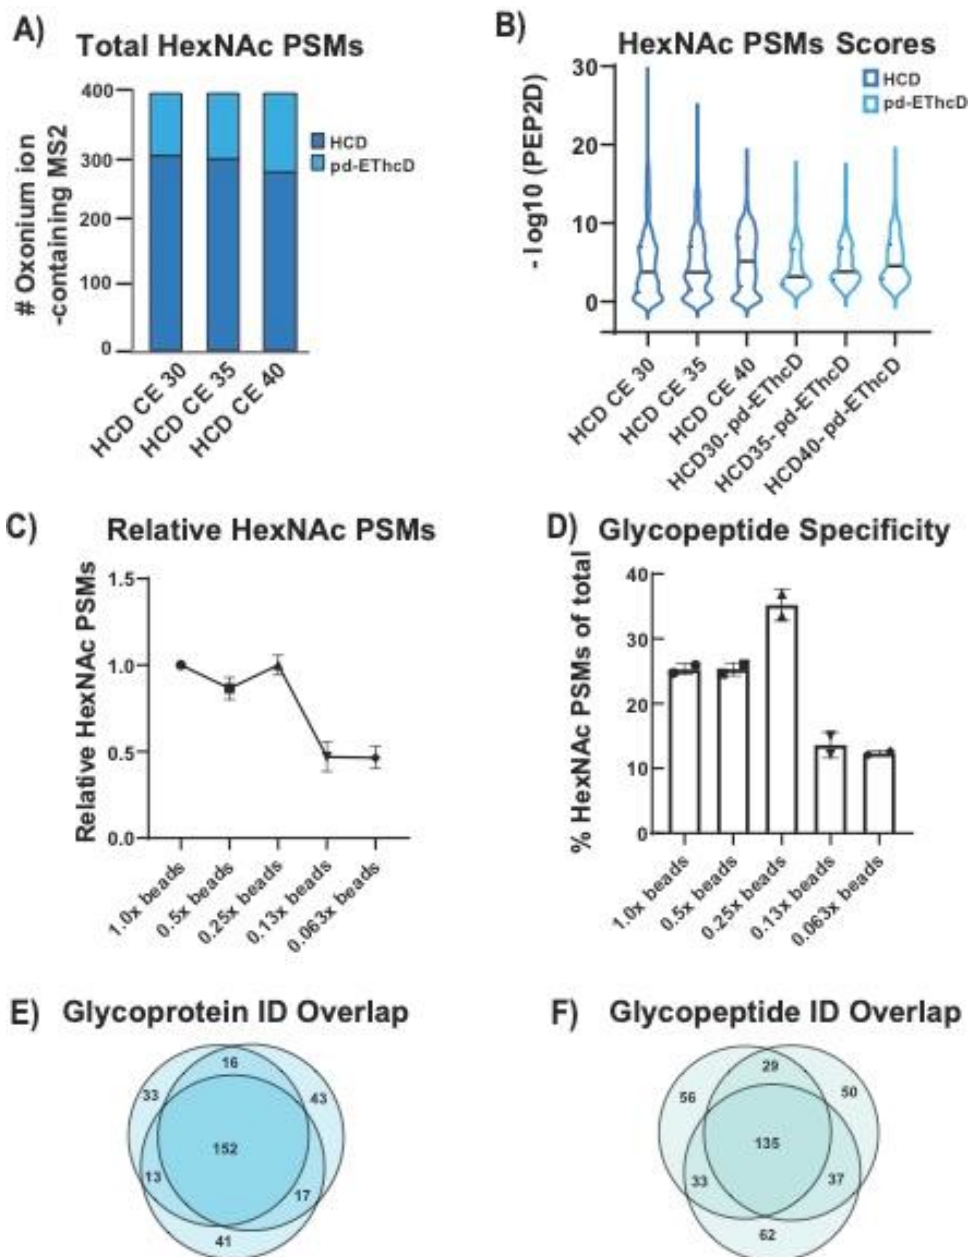 A)
Total HexNAc PSMs
# Oxonium ion
-containing MS2
400
300
200
100
0
HCD
pd-EThcD
HCD CE 30
HCD CE 35
HCD CE 40
B)
HexNAc PSMs Scores
- log10 (PEP2D)
30
20
10
0
HCD
pd-EThcD
HCD CE 30
HCD CE 35
HCD CE 40
HCD30- pd-EThcD
HCD35- pd-EThcD
HCD40- pd-EThcD
C)
Relative HexNAc PSMs
Relative HexNAc PSMs
1.5
1.0
0.5
0.0
1.0x beads
0.5x beads
0.25x beads
0.13x beads
0.063x beads
D)
Glycopeptide Specificity
% HexNAc PSMs of total
40
30
20
10
0
1.0x beads
0.5x beads
0.25x beads
0.13x beads
0.063x beads
E)
Glycoprotein ID Overlap
16
33
43
152
13
17
41
F)
Glycopeptide ID Overlap
29
56
50
135
33
37
62